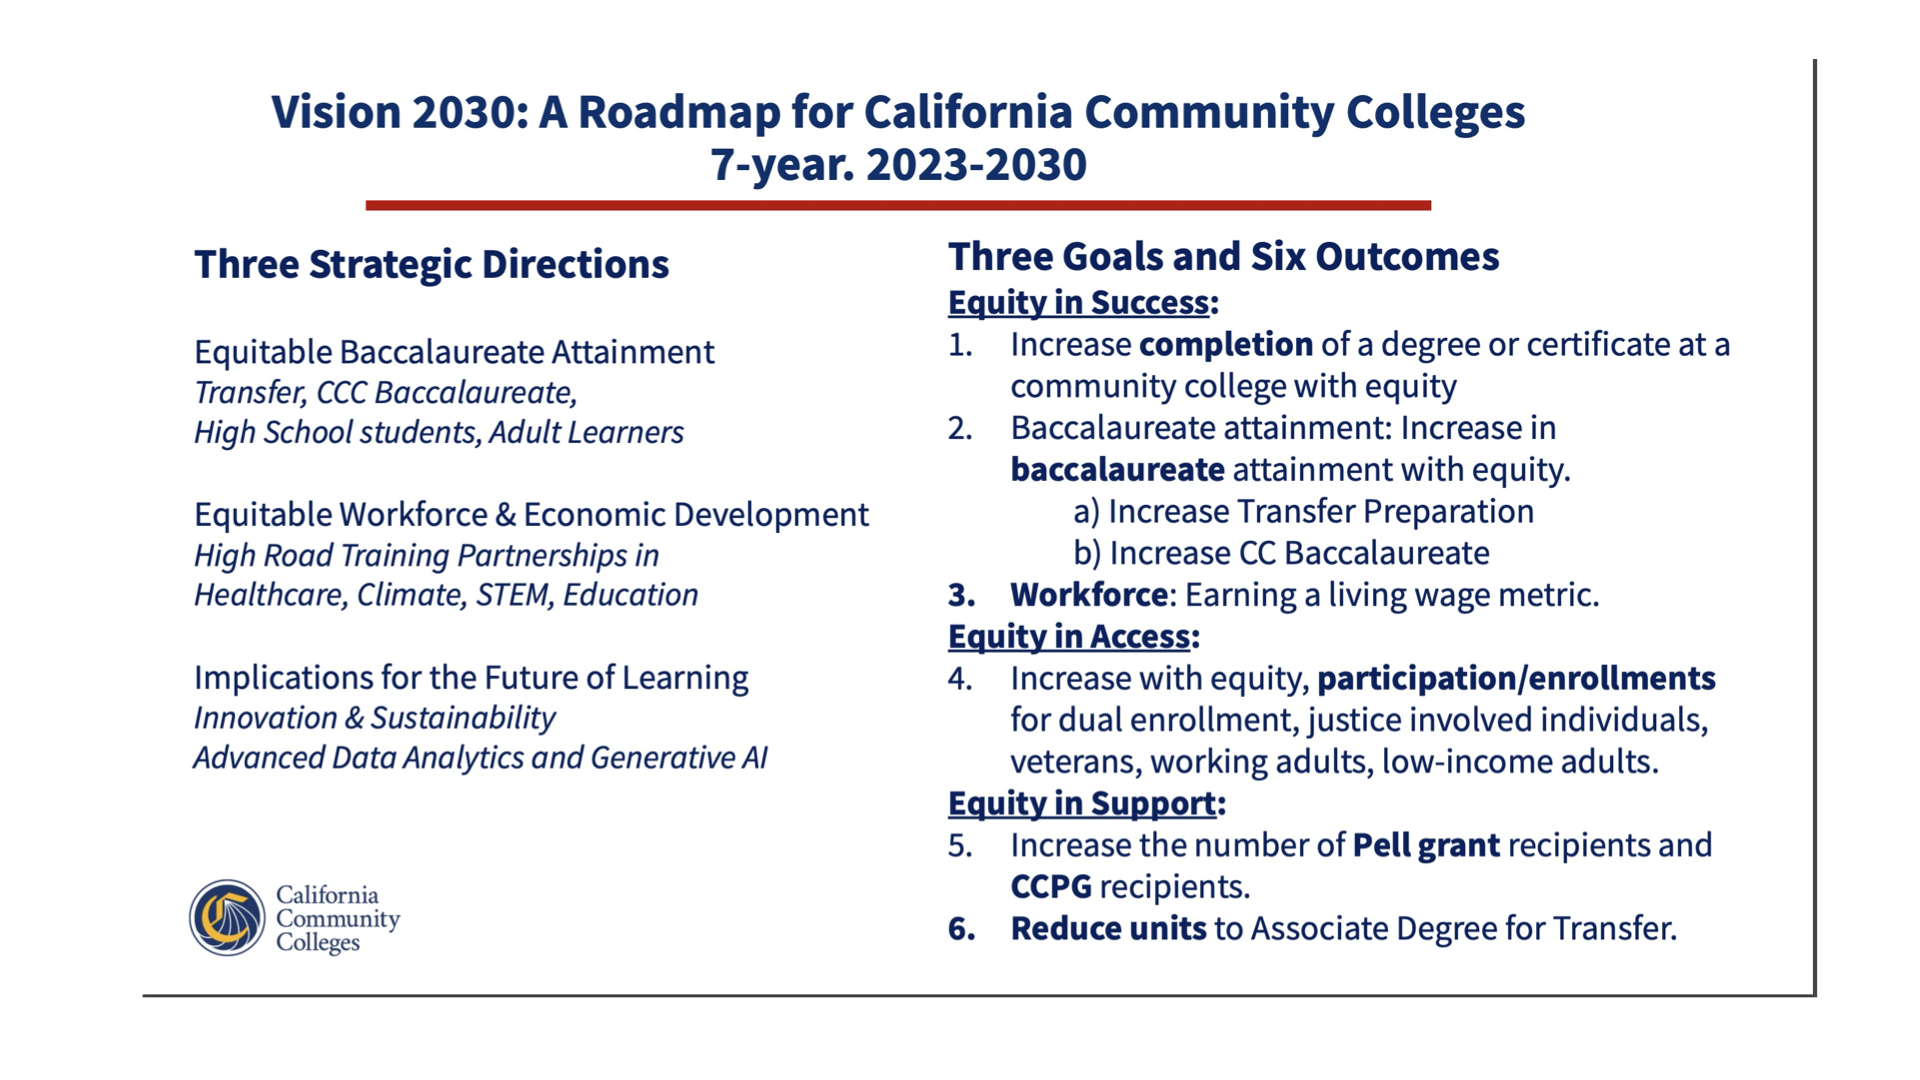 Vision 2030: A Roadmap for California Community Colleges
7-year. 2023-2030
Three Strategic Directions
Equitable Baccalaureate Attainment
Transfer, CCC Baccalaureate,
High School students, Adult Learners
Equitable Workforce & Economic Development
High Road Training Partnerships in
Healthcare, Climate, STEM, Education
Implications for the Future of Learning
Innovation & Sustainability
Advanced Data Analytics and Generative AI
California
Community
Colleges
Three Goals and Six Outcomes
Equity in Success:
1. Increase completion of a degree or certificate at a
community college with equity
2. Baccalaureate attainment: Increase in
baccalaureate attainment with equity.
a) Increase Transfer Preparation
b) Increase CC Baccalaureate
3. Workforce: Earning a living wage metric.
Equity in Access:
4. Increase with equity, participation/enrollments
for dual enrollment, justice involved individuals,
veterans, working adults, low-income adults.
Equity in Support:
5. Increase the number of Pell grant recipients and
CCPG recipients.
6. Reduce units to Associate Degree for Transfer.